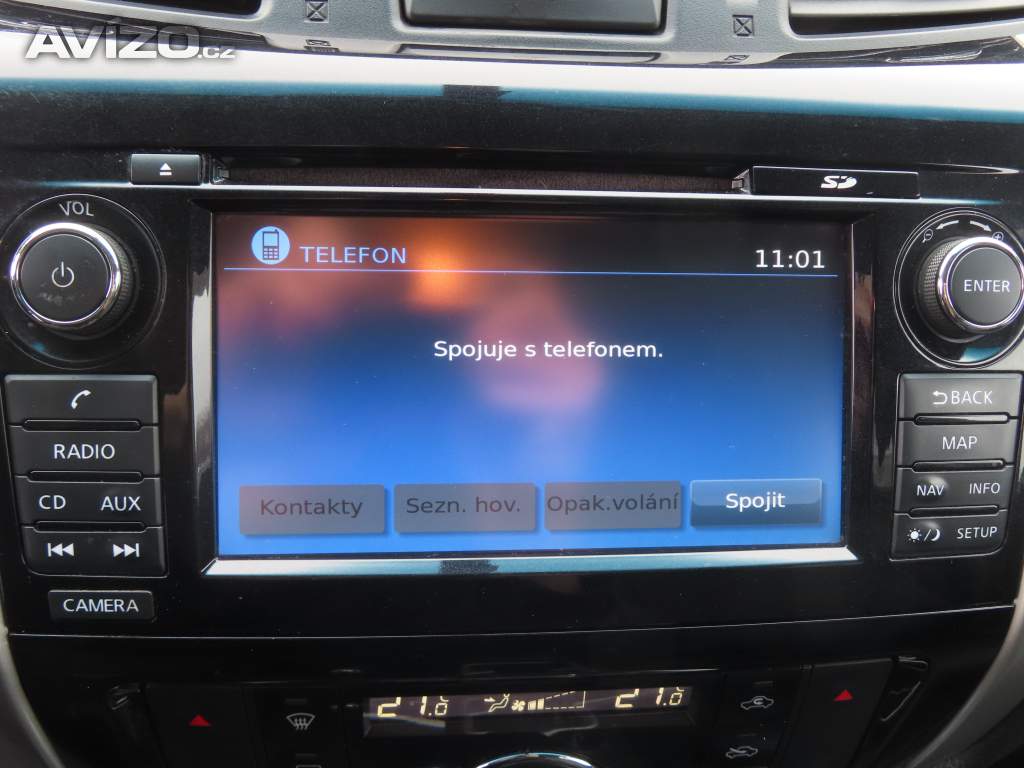 AVÍZO.cz
VOL
SD
TELEFON 11:01
ENTER
Spojuje s telefonem.
BACK
RADIO
MAP
CD AUX
NAV INFO
Kontakty Sezn. hov. Opak.volání Spojit
SETUP
CAMERA
21.0 21.0